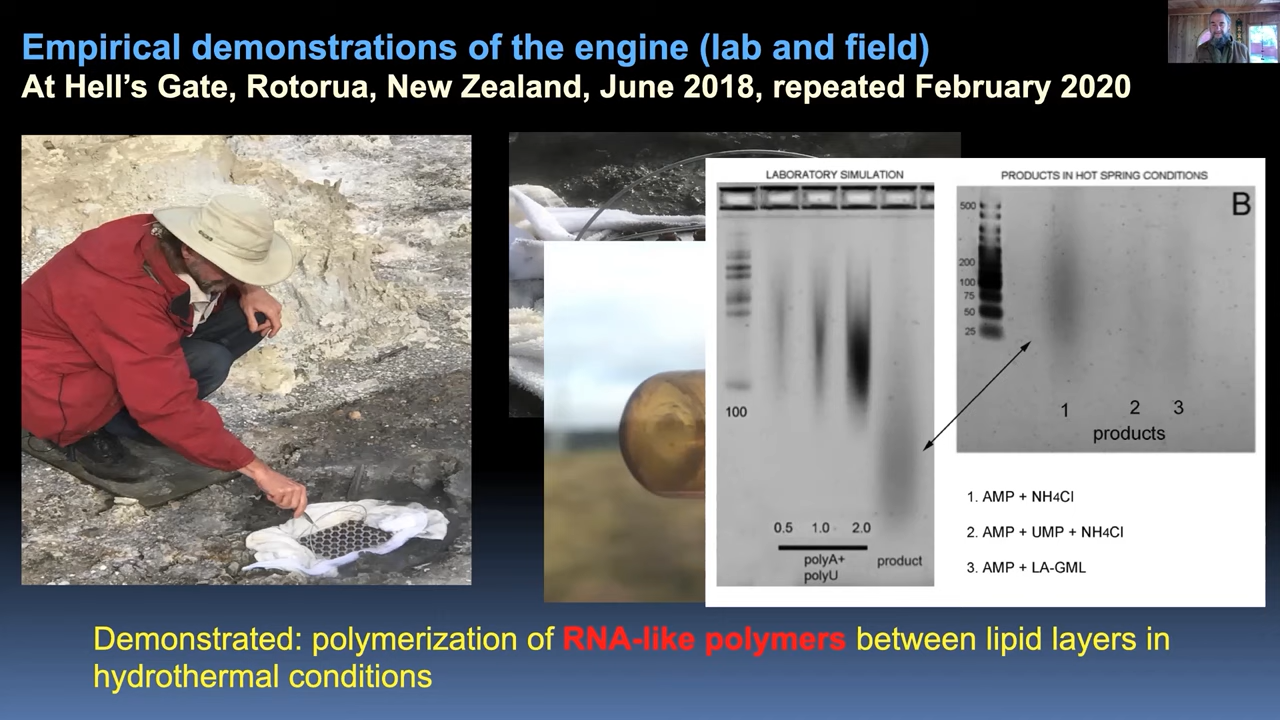 Empirical demonstrations of the engine (lab and field)
At Hell's Gate, Rotorua, New Zealand, June 2018, repeated February 2020
LABORATORY SIMULATION
100
0.5 1.0 2.0
polyA+
polyU
product
PRODUCTS IN HOT SPRING CONDITIONS
B
500
200
100
75
50
25
1 2 3
products
1. AMP + NH4Cl
2. AMP + UMP + NH4Cl
3. AMP + LA-GML
Demonstrated: polymerization of RNA-like polymers between lipid layers in
hydrothermal conditions